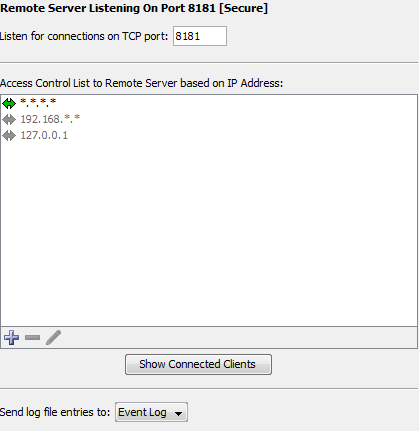 Remote Server Listening On Port 8181 [Secure]
Listen for connections on TCP port: 8181
Access Control List to Remote Server based on IP Address:
*.*.*.*
192.168.*.*
127.0.0.1
Show Connected Clients
Send log file entries to: Event Log